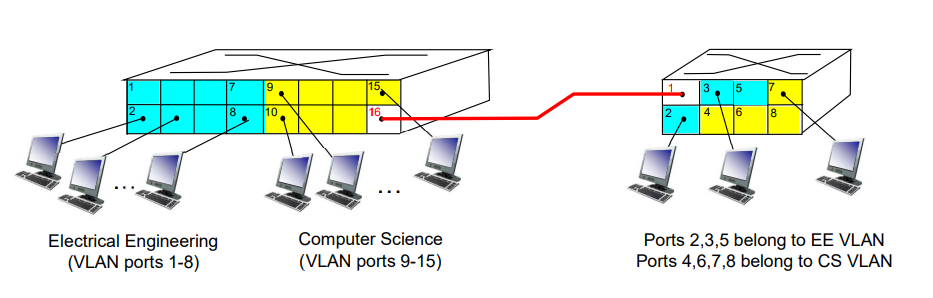 1 7 9 15
2 8 10 16
1 3 5 7
2 4 6 8
...
...
Electrical Engineering
(VLAN ports 1-8)
Computer Science
(VLAN ports 9-15)
Ports 2,3,5 belong to EE VLAN
Ports 4,6,7,8 belong to CS VLAN